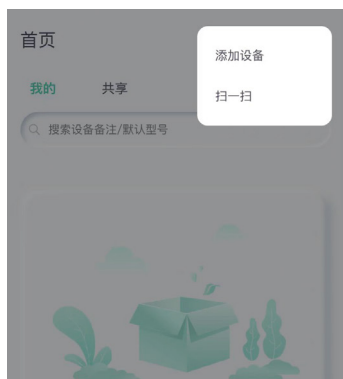 首页
添加设备
扫一扫
我的 共享
搜索设备备注/默认型号